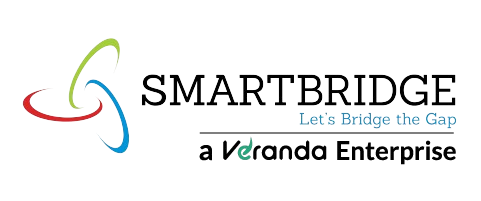 SMARTBRIDGE
Let's Bridge the Gap
a Veranda Enterprise